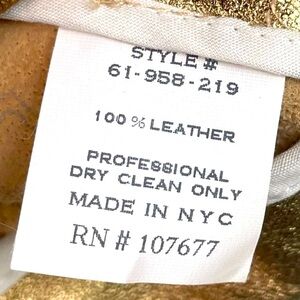 STYLE #
61-958-219
100 % LEATHER
PROFESSIONAL
DRY CLEAN ONLY
MADE IN NYC
RN # 107677